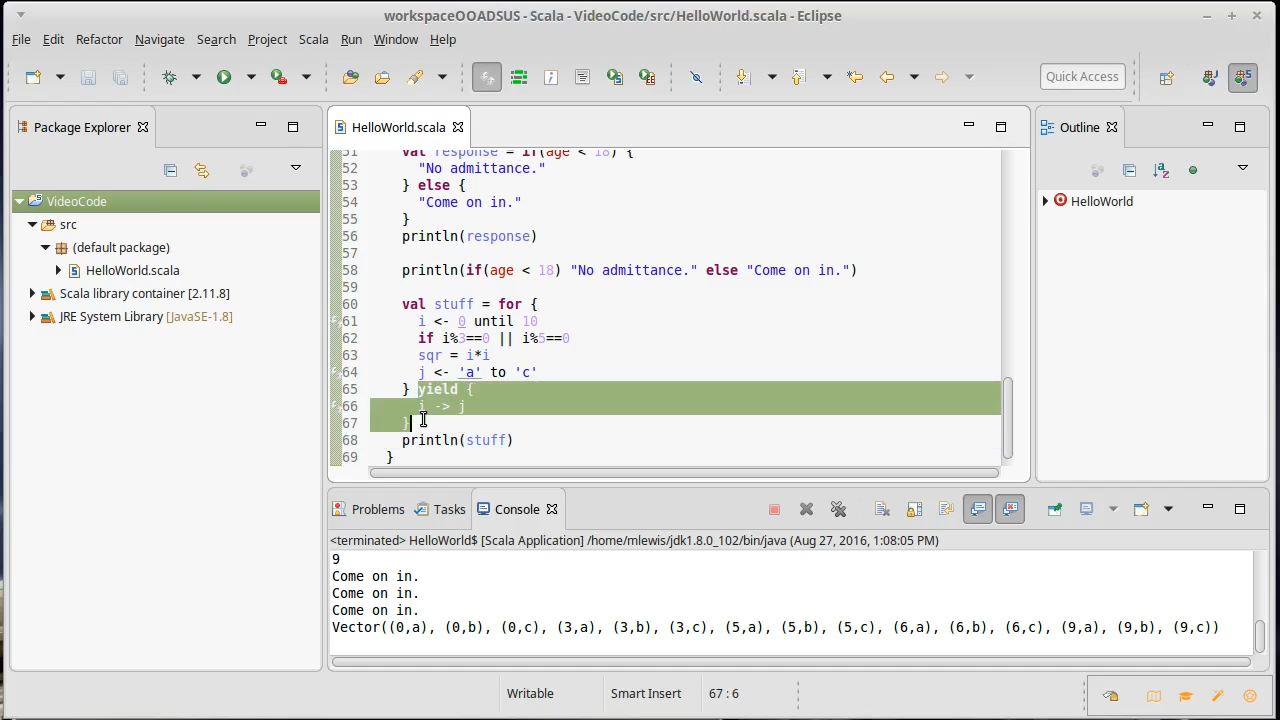 workspaceOOADSUS - Scala - VideoCode/src/HelloWorld.scala - Eclipse
File Edit Refactor Navigate Search Project Scala Run Window Help
Quick Access
Package Explorer
VideoCode
src
(default package)
HelloWorld.scala
Scala library container [2.11.8]
JRE System Library [JavaSE-1.8]
HelloWorld.scala
51 val response = if(age < 18) {
52 "No admittance."
53 } else {
54 "Come on in."
55 }
56 println(response)
57
58 println(if(age < 18) "No admittance." else "Come on in.")
59
60 val stuff = for {
61 i <- 0 until 10
62 if i%3==0 || i%5==0
63 sqr = i*i
64 j <- 'a' to 'c'
65 } yield {
66 i -> j
67 }
68 println(stuff)
69 }
Outline
HelloWorld
Problems Tasks Console
<terminated> HelloWorld$ [Scala Application] /home/mlewis/jdk1.8.0_102/bin/java (Aug 27, 2016, 1:08:05 PM)
9
Come on in.
Come on in.
Come on in.
Vector((0,a), (0,b), (0,c), (3,a), (3,b), (3,c), (5,a), (5,b), (5,c), (6,a), (6,b), (6,c), (9,a), (9,b), (9,c))
Writable Smart Insert 67 : 6